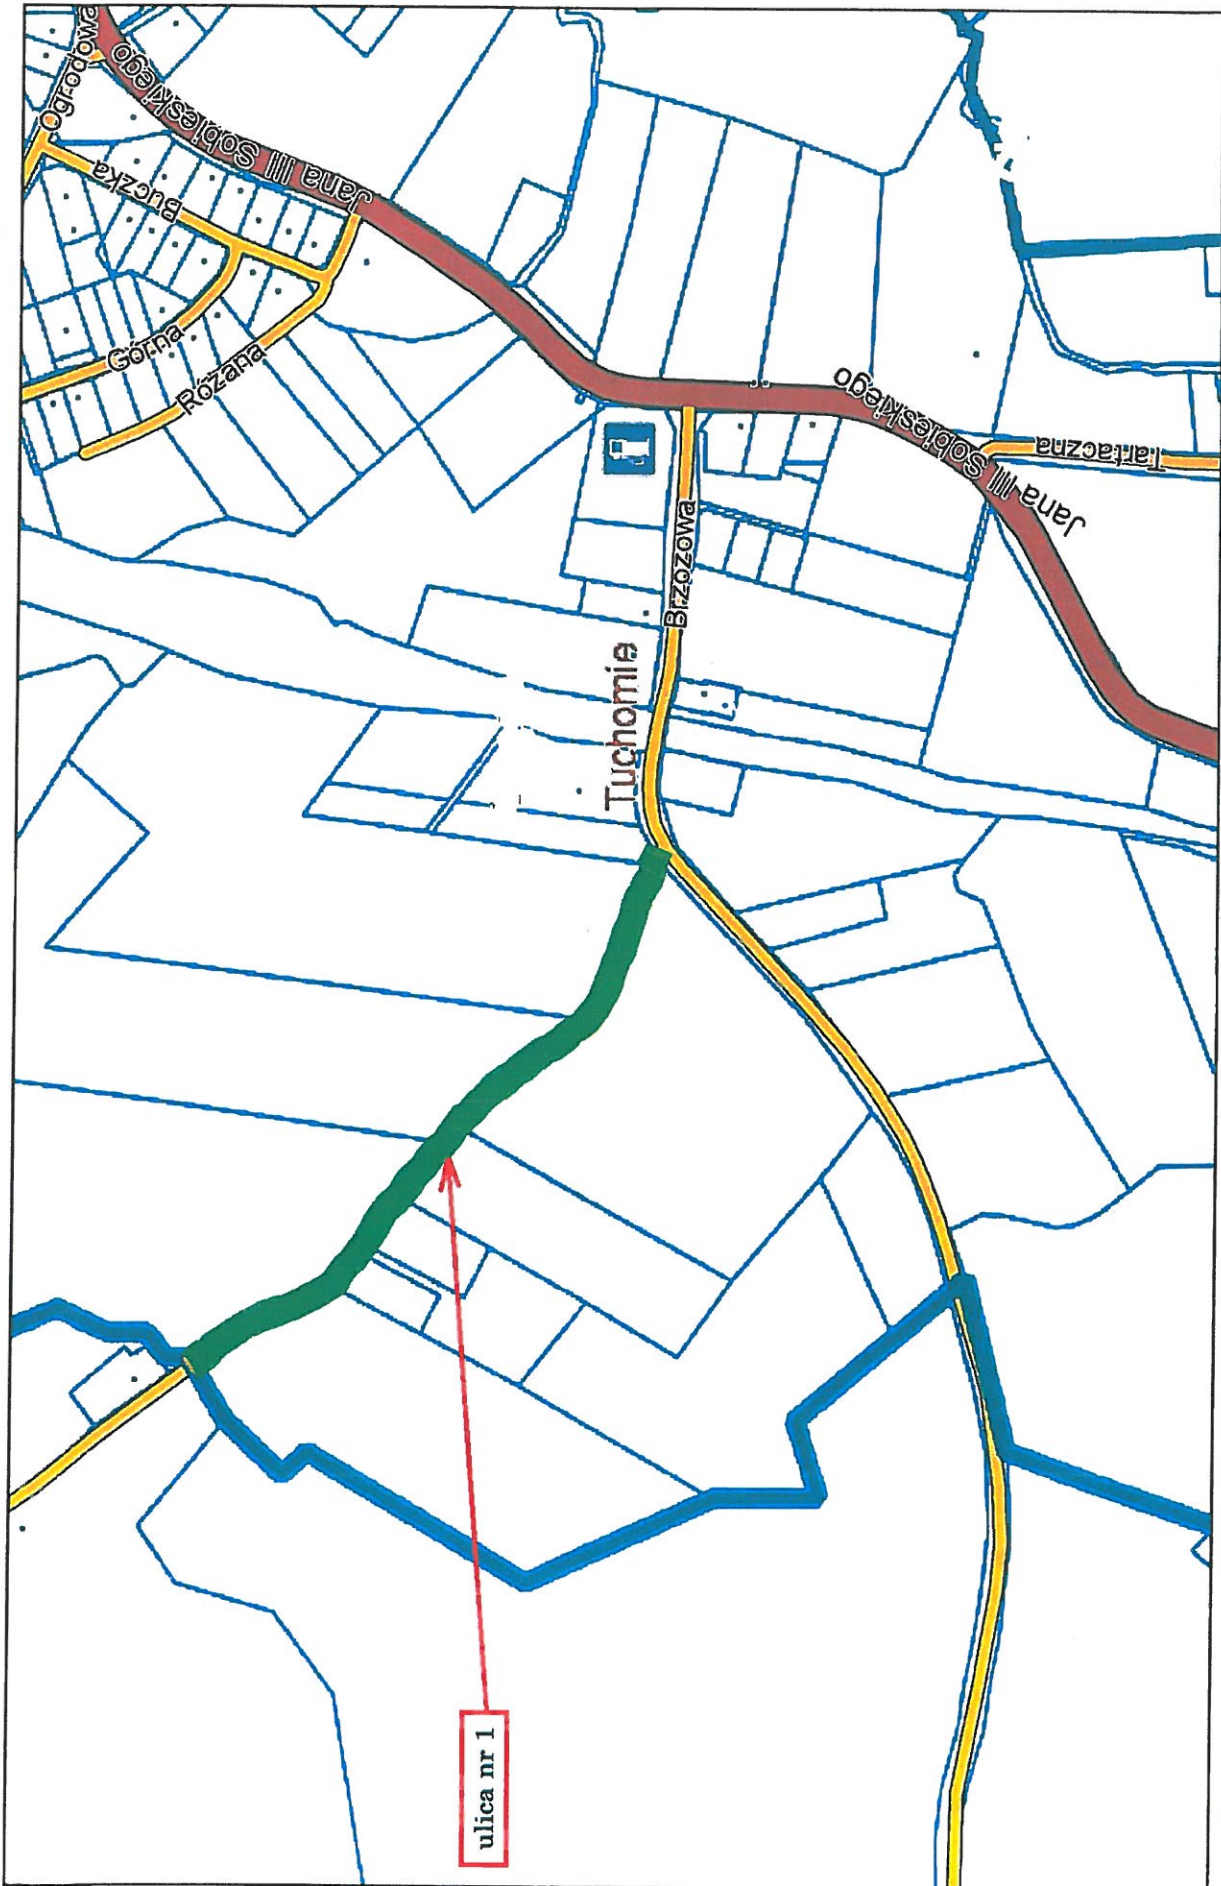 Ogrodowa
Jana III Sobieskiego
Buczka
Górna
Różana
Jana III Sobieskiego
Tartaczna
Brzozowa
Tuchomie
ulica nr 1